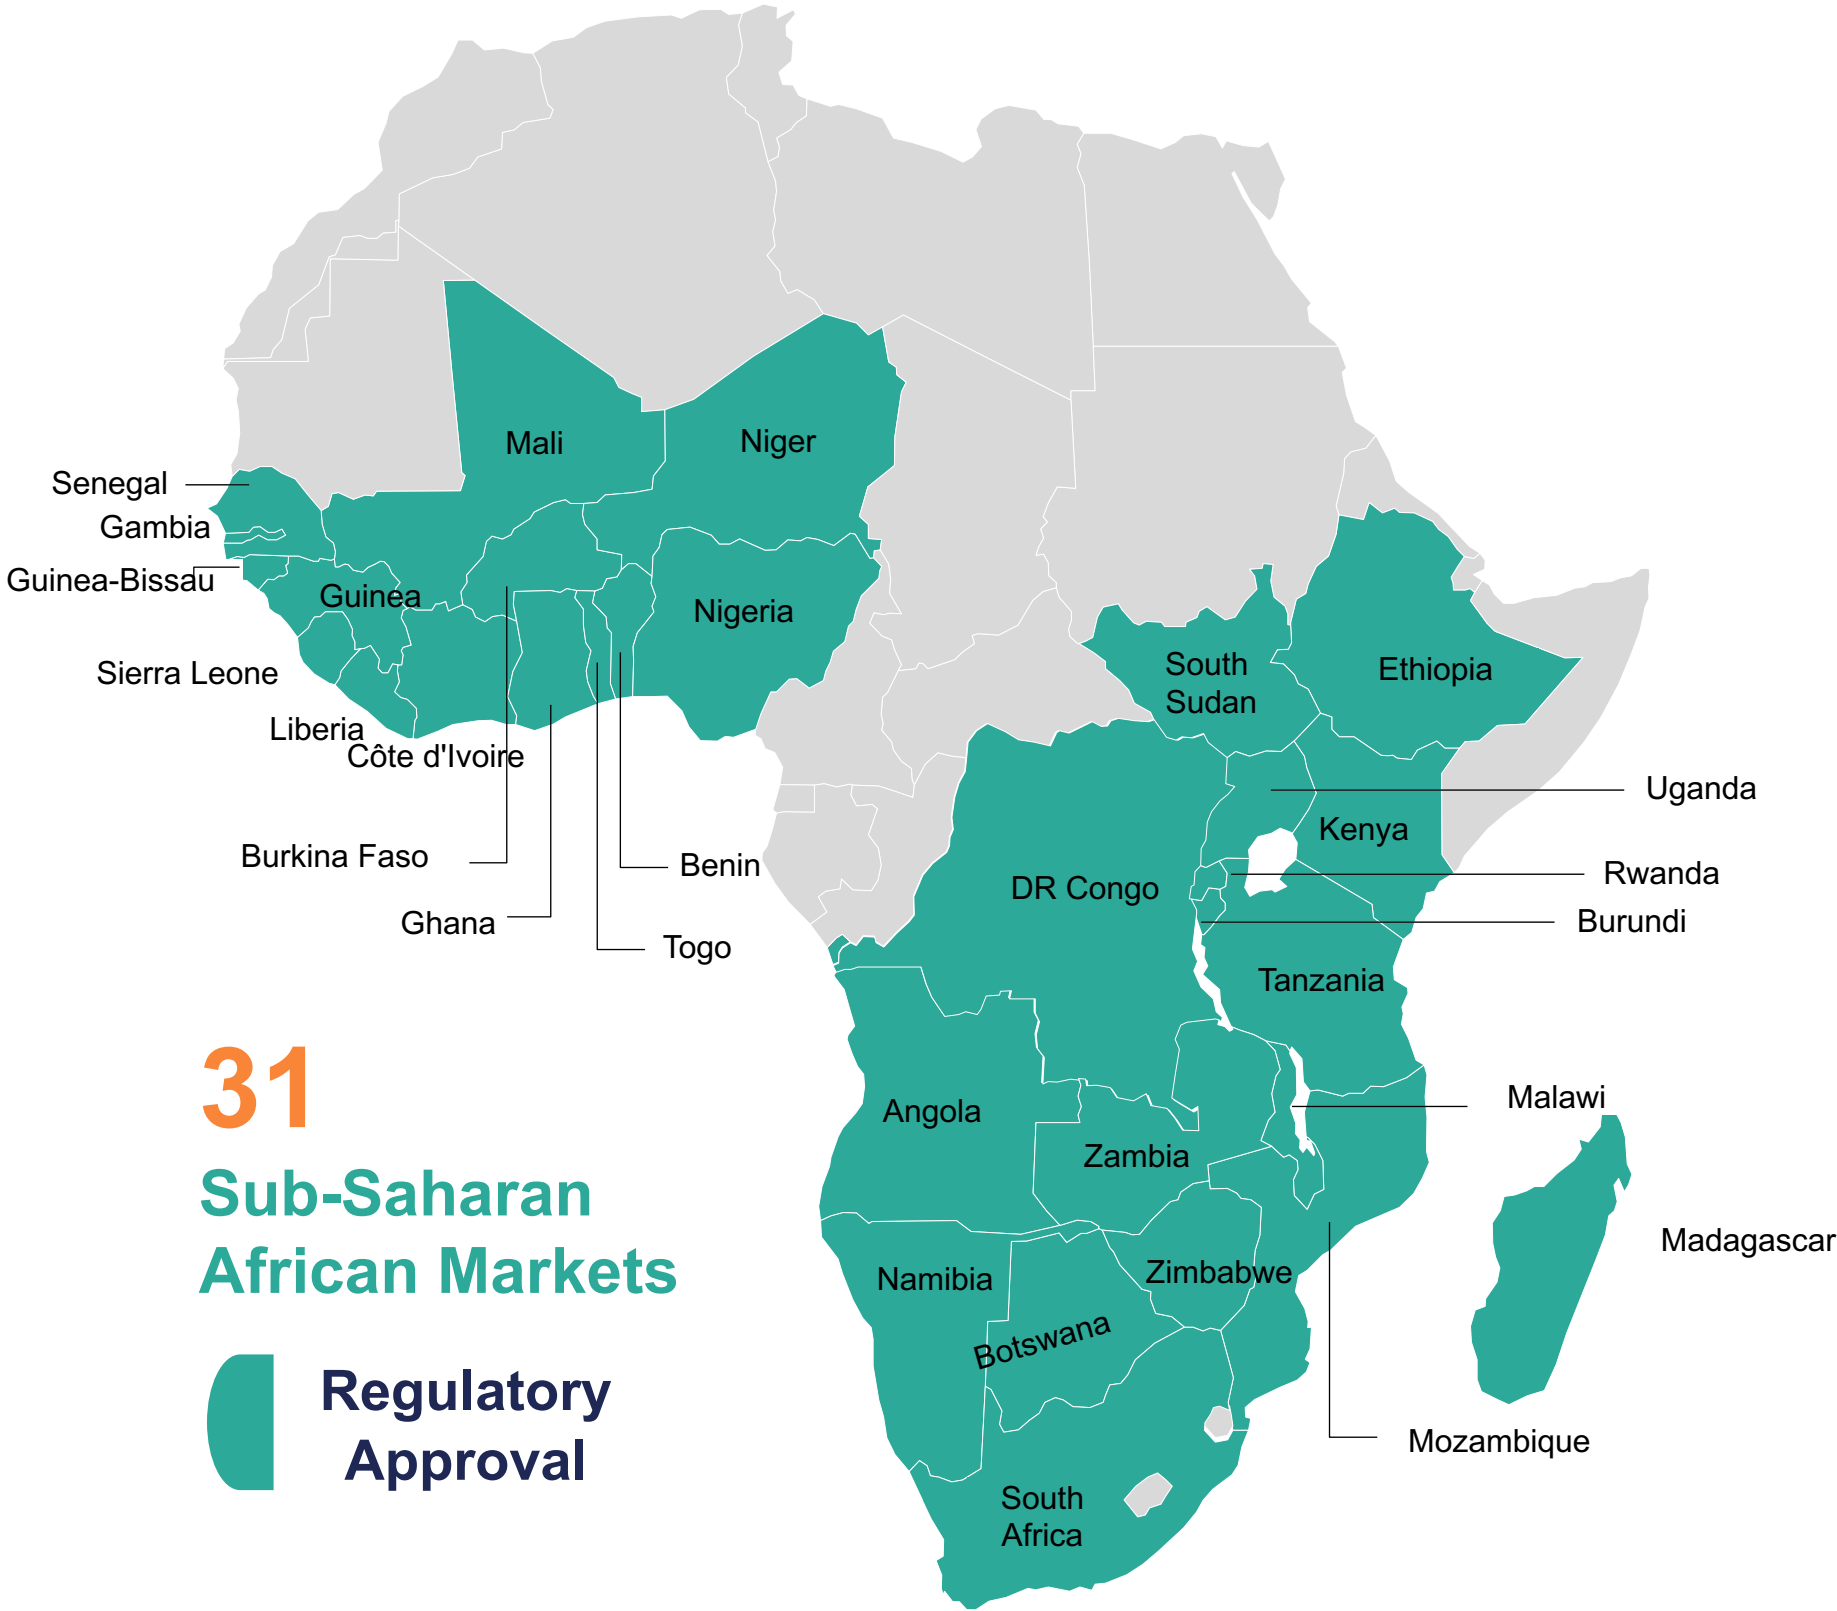 Mali
Niger
Senegal
Gambia
Guinea-Bissau
Guinea
Nigeria
Sierra Leone
South
Sudan
Ethiopia
Liberia
Côte d'Ivoire
Uganda
Kenya
Burkina Faso
Benin
DR Congo
Rwanda
Ghana
Burundi
Togo
Tanzania
31
Sub-Saharan
African Markets
Angola
Malawi
Zambia
Madagascar
Namibia
Zimbabwe
Botswana
Regulatory
Approval
Mozambique
South
Africa